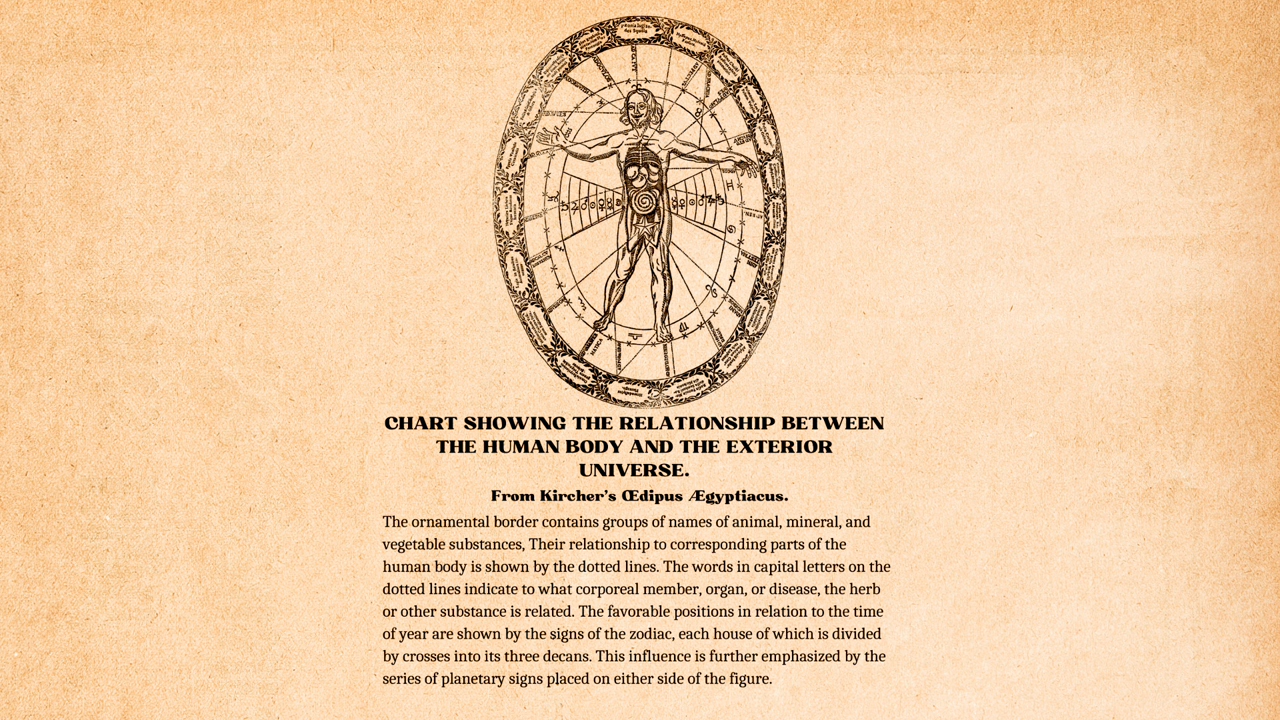 CHART SHOWING THE RELATIONSHIP BETWEEN
THE HUMAN BODY AND THE EXTERIOR
UNIVERSE.
From Kircher's Œdipus Ægyptiacus.
The ornamental border contains groups of names of animal, mineral, and
vegetable substances, Their relationship to corresponding parts of the
human body is shown by the dotted lines. The words in capital letters on the
dotted lines indicate to what corporeal member, organ, or disease, the herb
or other substance is related. The favorable positions in relation to the time
of year are shown by the signs of the zodiac, each house of which is divided
by crosses into its three decans. This influence is further emphasized by the
series of planetary signs placed on either side of the figure.